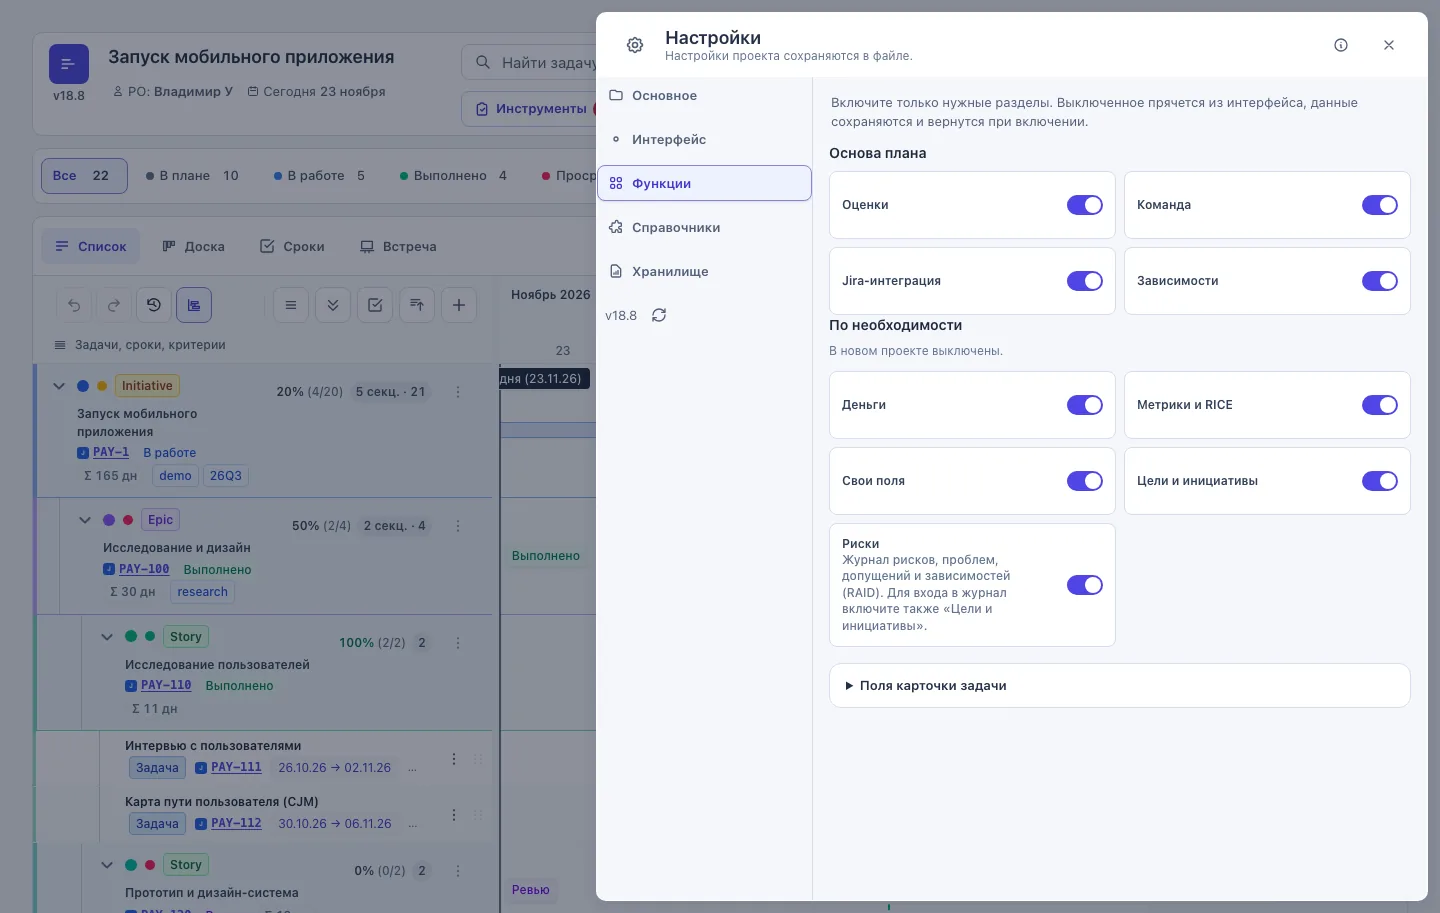 Запуск мобильного приложения
v18.8
PO: Владимир У
Сегодня 23 ноября
Найти задачу
Инструменты
Все 22
В плане 10
В работе 5
Выполнено 4
Список
Доска
Сроки
Встреча
Ноябрь 2026
Задачи, сроки, критерии
23
дня (23.11.26)
Initiative
20% (4/20) 5 секц. · 21
Запуск мобильного
приложения
PAY-1 В работе
Σ 165 дн demo 26Q3
Epic
50% (2/4) 2 секц. · 4
Исследование и дизайн
PAY-100 Выполнено
Σ 30 дн research
Выполнено
Story
100% (2/2) 2
Исследование пользователей
PAY-110 Выполнено
Σ 11 дн
Интервью с пользователями
Задача PAY-111 26.10.26 → 02.11.26 ...
Карта пути пользователя (CJM)
Задача PAY-112 30.10.26 → 06.11.26 ...
Story
0% (0/2) 2
Прототип и дизайн-система
Ревью
Настройки
Настройки проекта сохраняются в файле.
Основное
Интерфейс
Функции
Справочники
Хранилище
v18.8
Включите только нужные разделы. Выключенное прячется из интерфейса, данные
сохраняются и вернутся при включении.
Основа плана
Оценки
Команда
Jira-интеграция
Зависимости
По необходимости
В новом проекте выключены.
Деньги
Метрики и RICE
Свои поля
Цели и инициативы
Риски
Журнал рисков, проблем,
допущений и зависимостей
(RAID). Для входа в журнал
включите также «Цели и
инициативы».
Поля карточки задачи